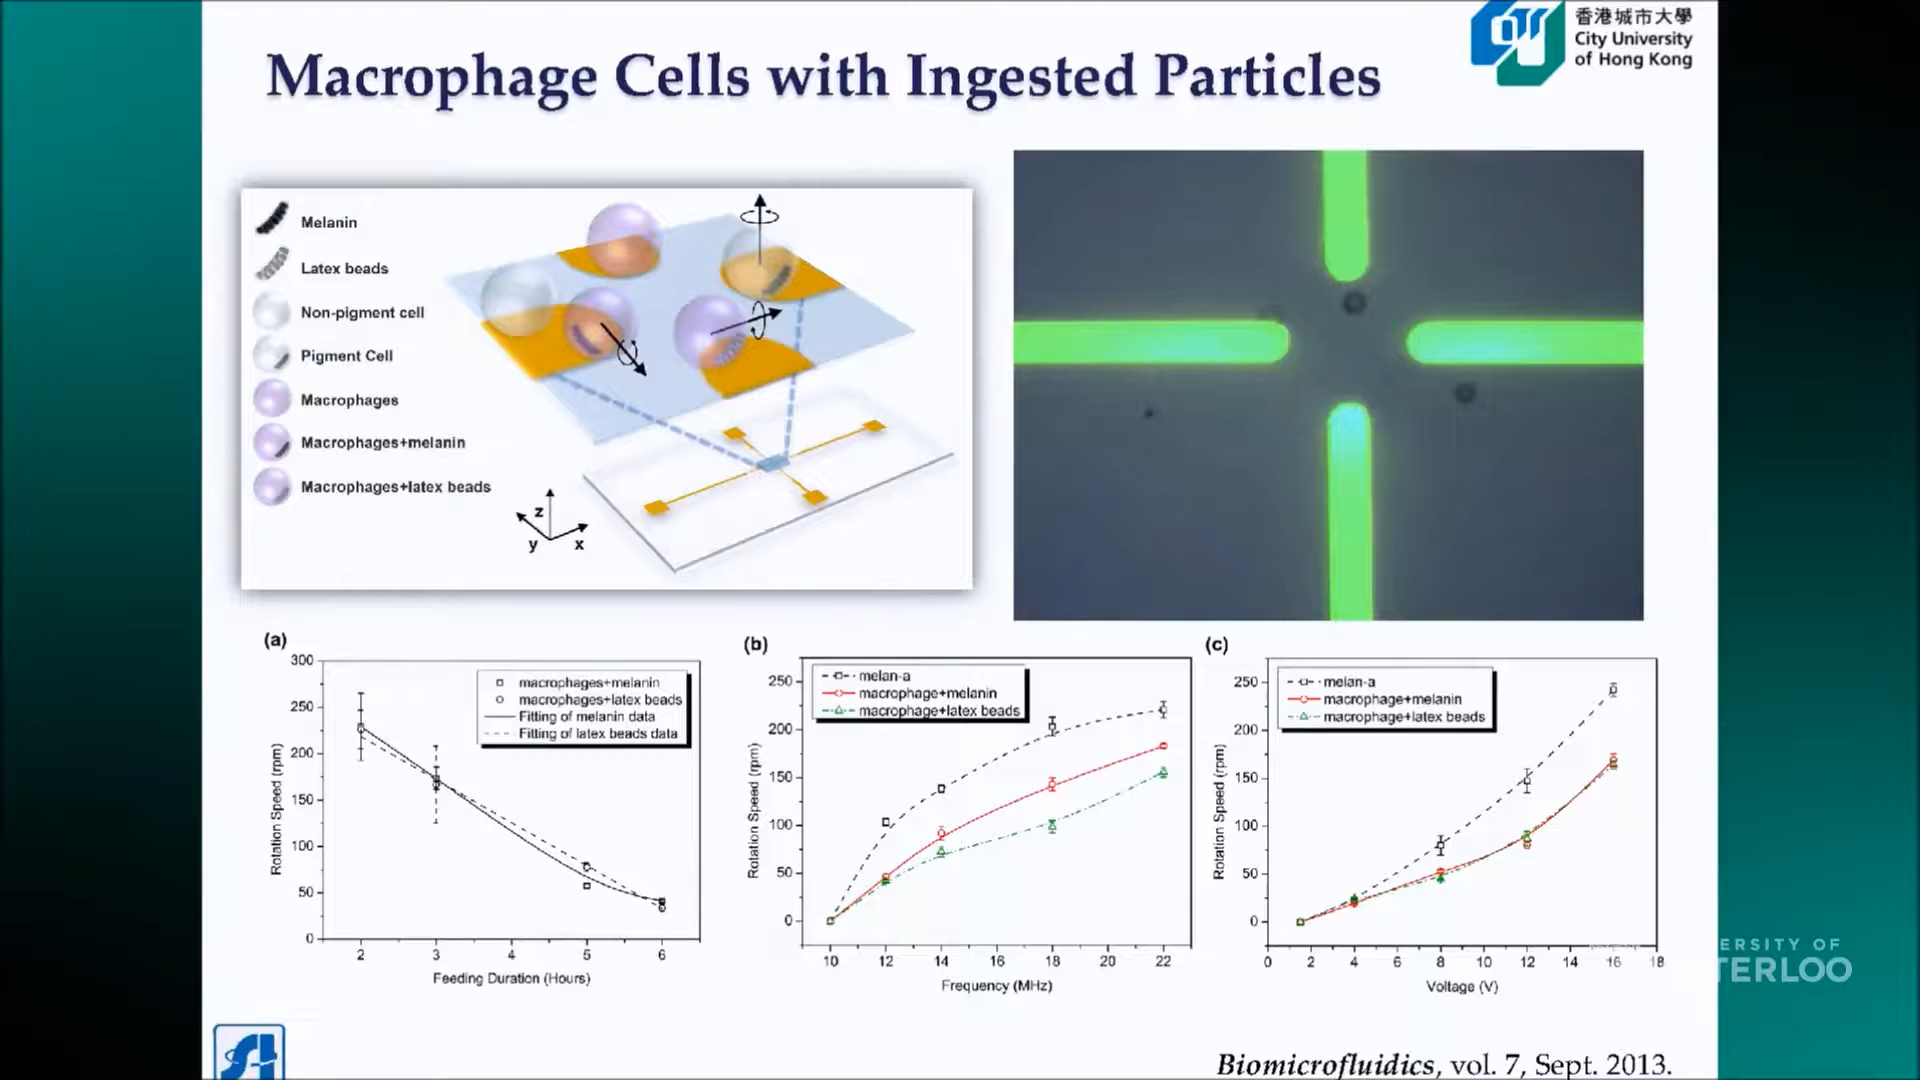 香港城市大學
City University
of Hong Kong
Macrophage Cells with Ingested Particles
Melanin
Latex beads
Non-pigment cell
Pigment Cell
Macrophages
Macrophages+melanin
Macrophages+latex beads
z
y
x
(a)
300
250
200
150
100
50
0
Rotation Speed (rpm)
macrophages+melanin
macrophages+latex beads
Fitting of melanin data
Fitting of latex beads data
2 3 4 5 6
Feeding Duration (Hours)
(b)
250
200
150
100
50
0
Rotation Speed (rpm)
melan-a
macrophage+melanin
macrophage+latex beads
10 12 14 16 18 20 22
Frequency (MHz)
(c)
250
200
150
100
50
0
Rotation Speed (rpm)
melan-a
macrophage+melanin
macrophage+latex beads
0 2 4 6 8 10 12 14 16 18
Voltage (V)
ERSITY OF
TERLOO
Biomicrofluidics, vol. 7, Sept. 2013.